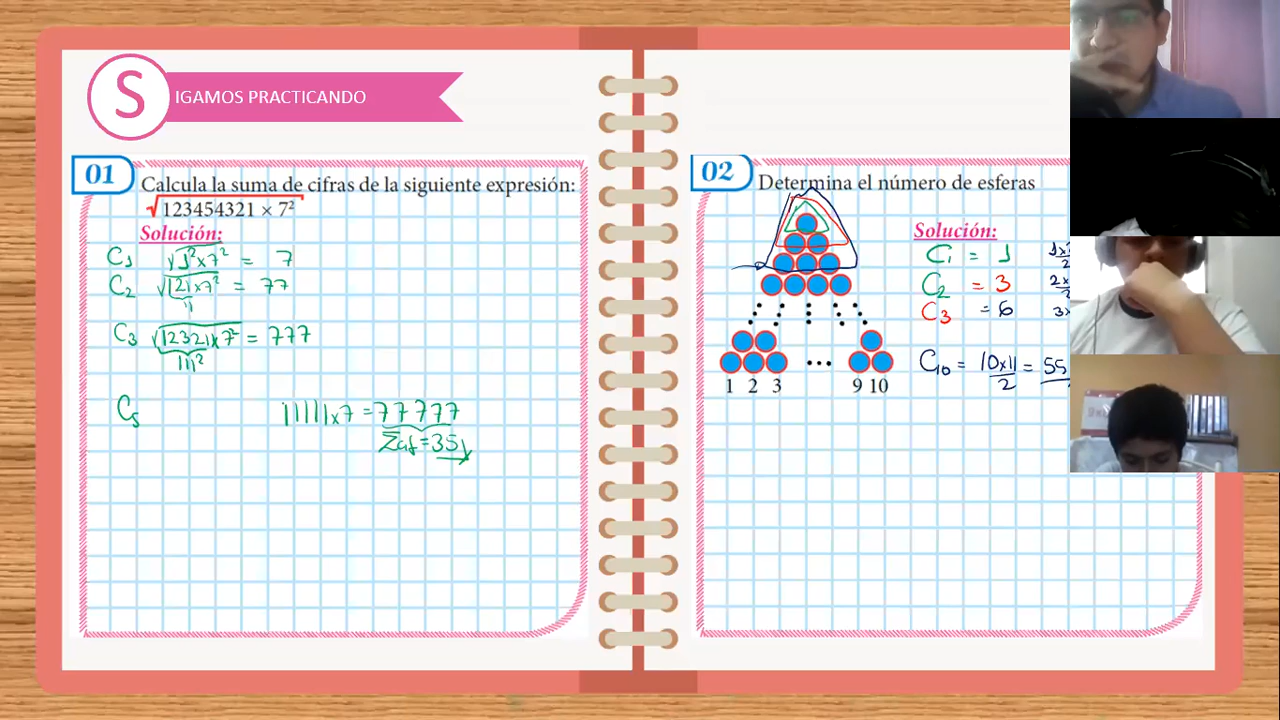 S
IGAMOS PRACTICANDO
01
Calcula la suma de cifras de la siguiente expresión:
√123454321 × 7²
Solución:
C₁ √1²x7² = 7
C₂ √121x7² = 77
11
C₃ √12321x7² = 777
111²
C₅ 11111x7 = 77777
= 35
02
Determina el número de esferas
Solución:
C₁ = 1
C₂ = 3
C₃ = 6
C₁₀ = 10x11/2 = 55
1 2 3 ... 9 10